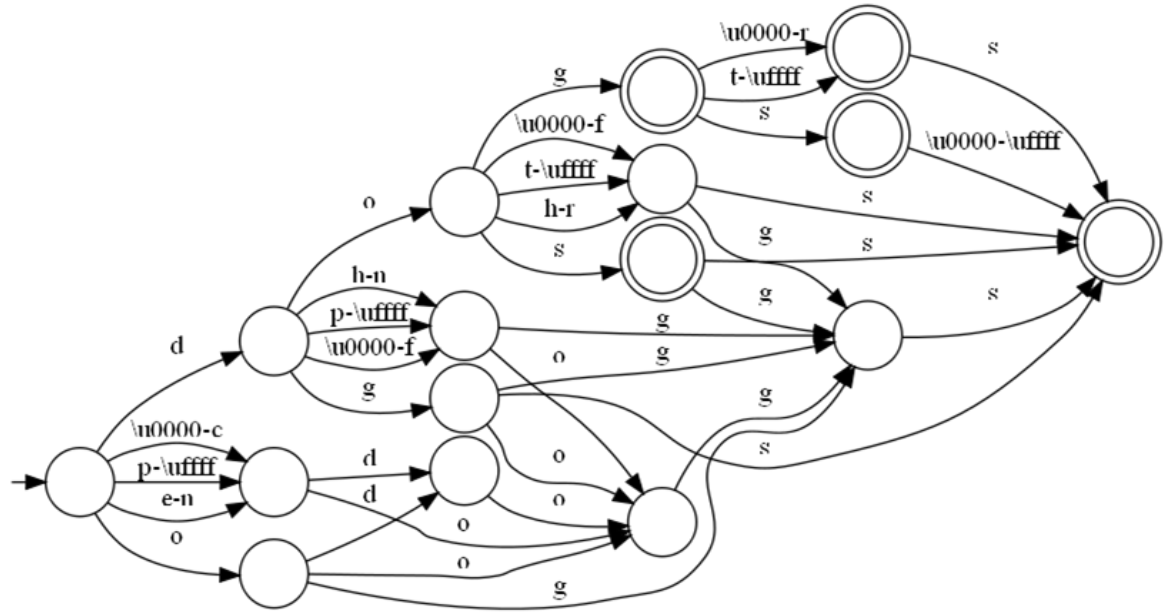 \u0000-r
s
g
t-\uffff
s
\u0000-f
\u0000-\uffff
t-\uffff
s
o
h-r
g
s
s
h-n
g
s
p-\uffff
g
d
\u0000-f
o
g
g
g
\u0000-c
s
p-\uffff
d
o
e-n
d
o
o
o
o
g